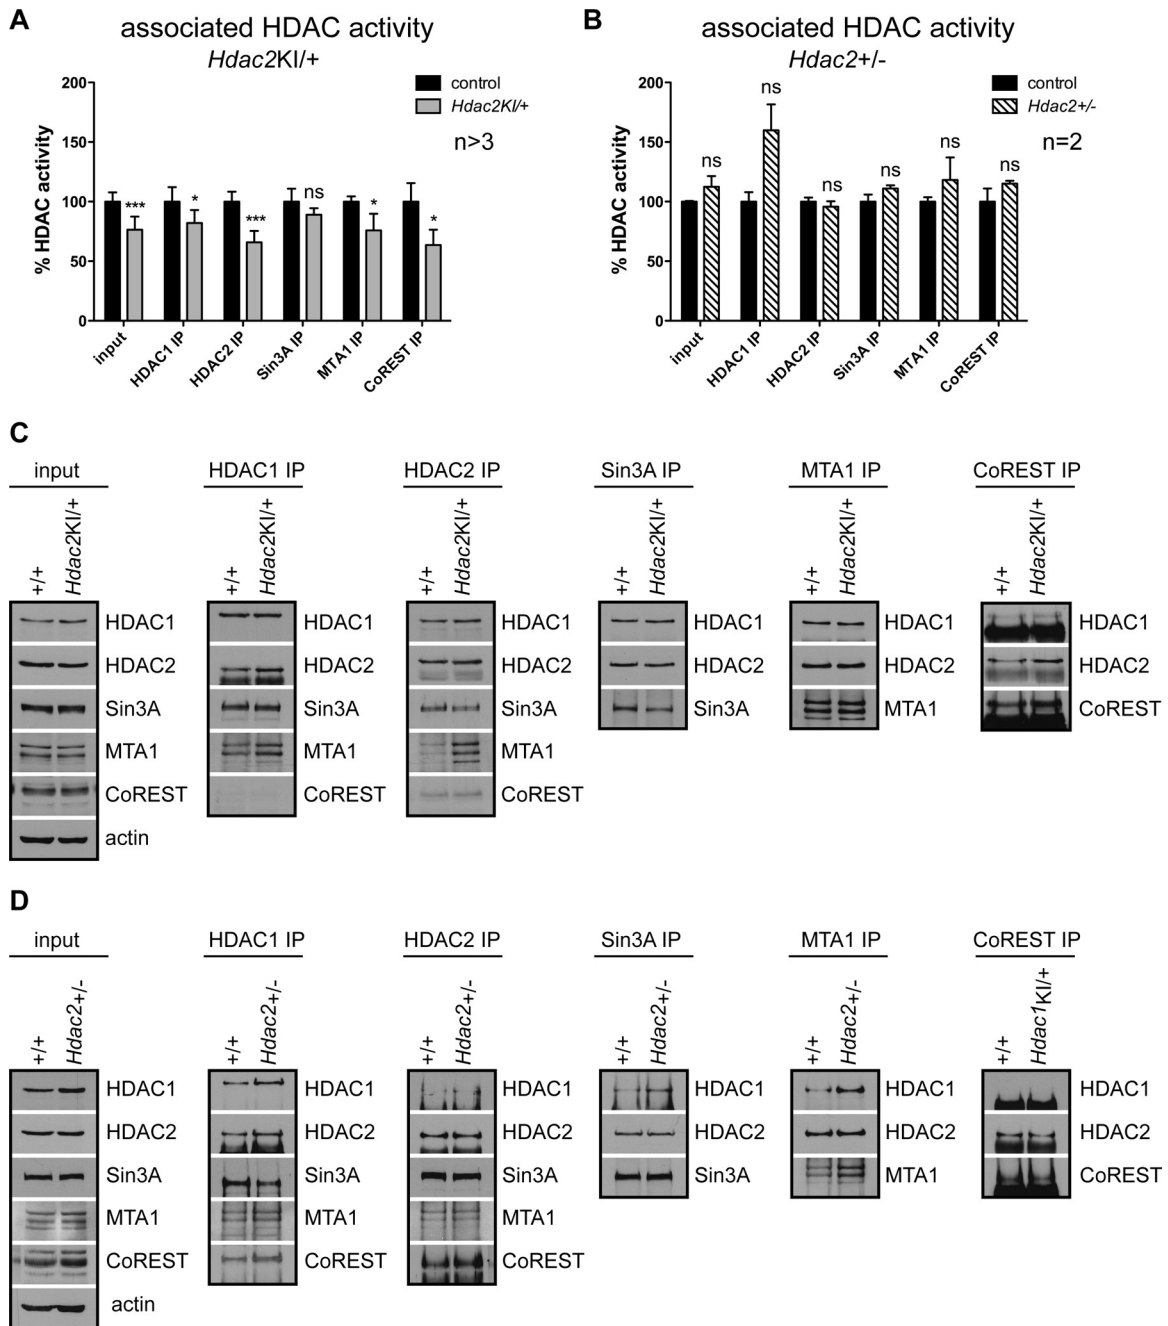 A
associated HDAC activity
Hdac2KI/+
% HDAC activity
200
150
100
50
0
control
Hdac2KI/+
n>3
***
*
***
ns
*
*
input
HDAC1 IP
HDAC2 IP
Sin3A IP
MTA1 IP
CoREST IP
B
associated HDAC activity
Hdac2+/-
% HDAC activity
200
150
100
50
0
control
Hdac2+/-
n=2
ns
ns
ns
ns
ns
ns
input
HDAC1 IP
HDAC2 IP
Sin3A IP
MTA1 IP
CoREST IP
C
input
+/+
Hdac2KI/+
HDAC1
HDAC2
Sin3A
MTA1
CoREST
actin
HDAC1 IP
+/+
Hdac2KI/+
HDAC1
HDAC2
Sin3A
MTA1
CoREST
HDAC2 IP
+/+
Hdac2KI/+
HDAC1
HDAC2
Sin3A
MTA1
CoREST
Sin3A IP
+/+
Hdac2KI/+
HDAC1
HDAC2
Sin3A
MTA1 IP
+/+
Hdac2KI/+
HDAC1
HDAC2
MTA1
CoREST IP
+/+
Hdac2KI/+
HDAC1
HDAC2
CoREST
D
input
+/+
Hdac2+/-
HDAC1
HDAC2
Sin3A
MTA1
CoREST
actin
HDAC1 IP
+/+
Hdac2+/-
HDAC1
HDAC2
Sin3A
MTA1
CoREST
HDAC2 IP
+/+
Hdac2+/-
HDAC1
HDAC2
Sin3A
MTA1
CoREST
Sin3A IP
+/+
Hdac2+/-
HDAC1
HDAC2
Sin3A
MTA1 IP
+/+
Hdac2+/-
HDAC1
HDAC2
MTA1
CoREST IP
+/+
Hdac1KI/+
HDAC1
HDAC2
CoREST